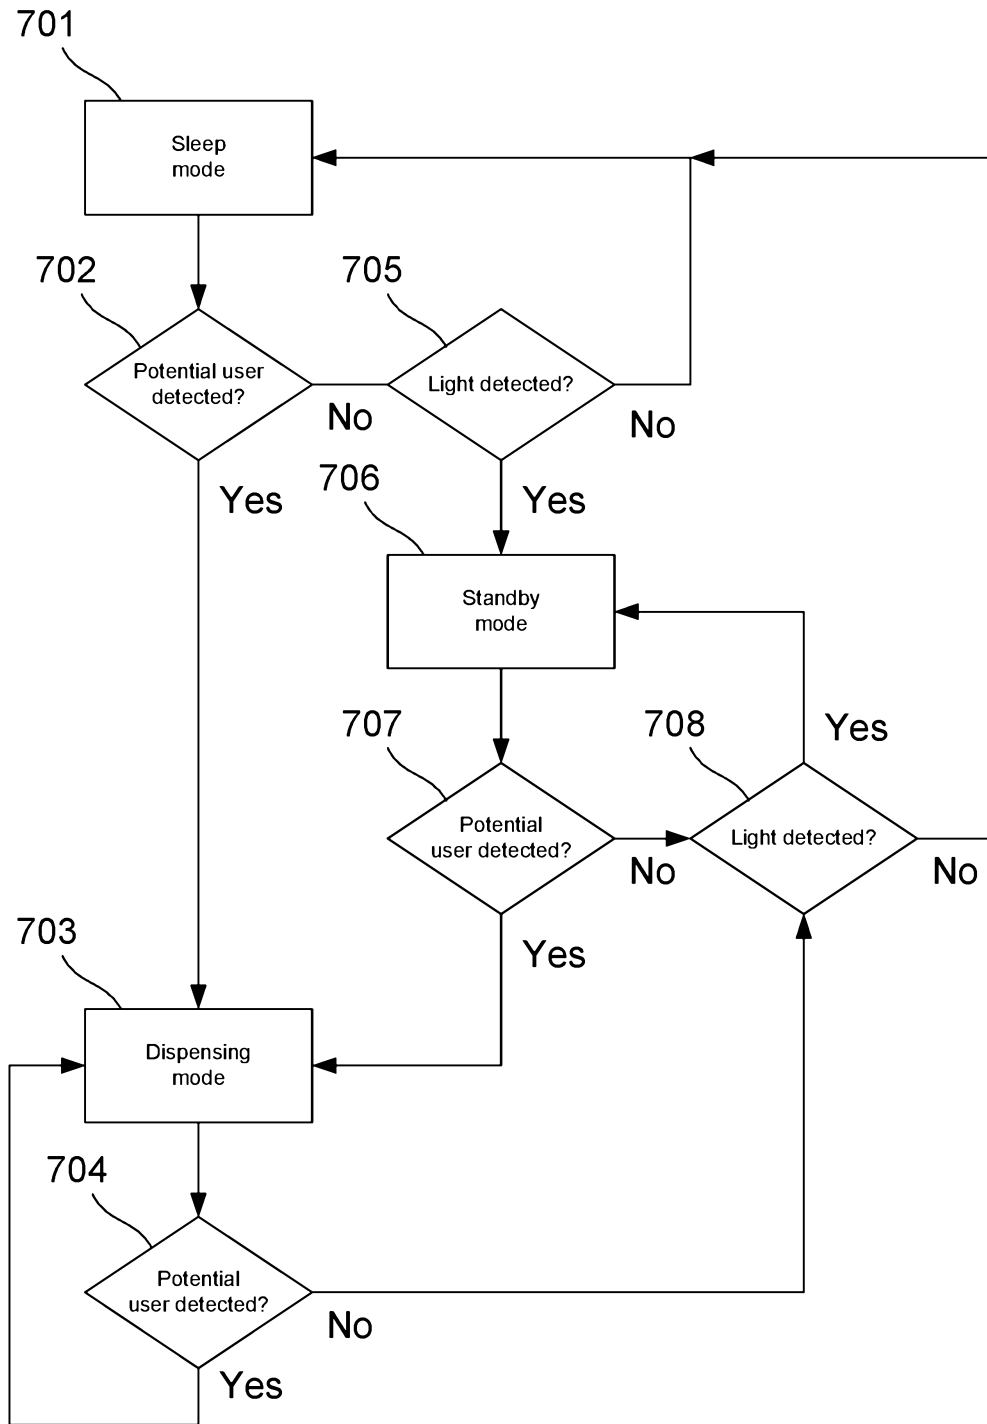 701
Sleep
mode
702
705
Potential user
detected?
Light detected?
No
No
Yes
706
Yes
Standby
mode
707
708
Yes
Potential
user detected?
Light detected?
No
No
703
Yes
Dispensing
mode
704
Potential
user detected?
No
Yes